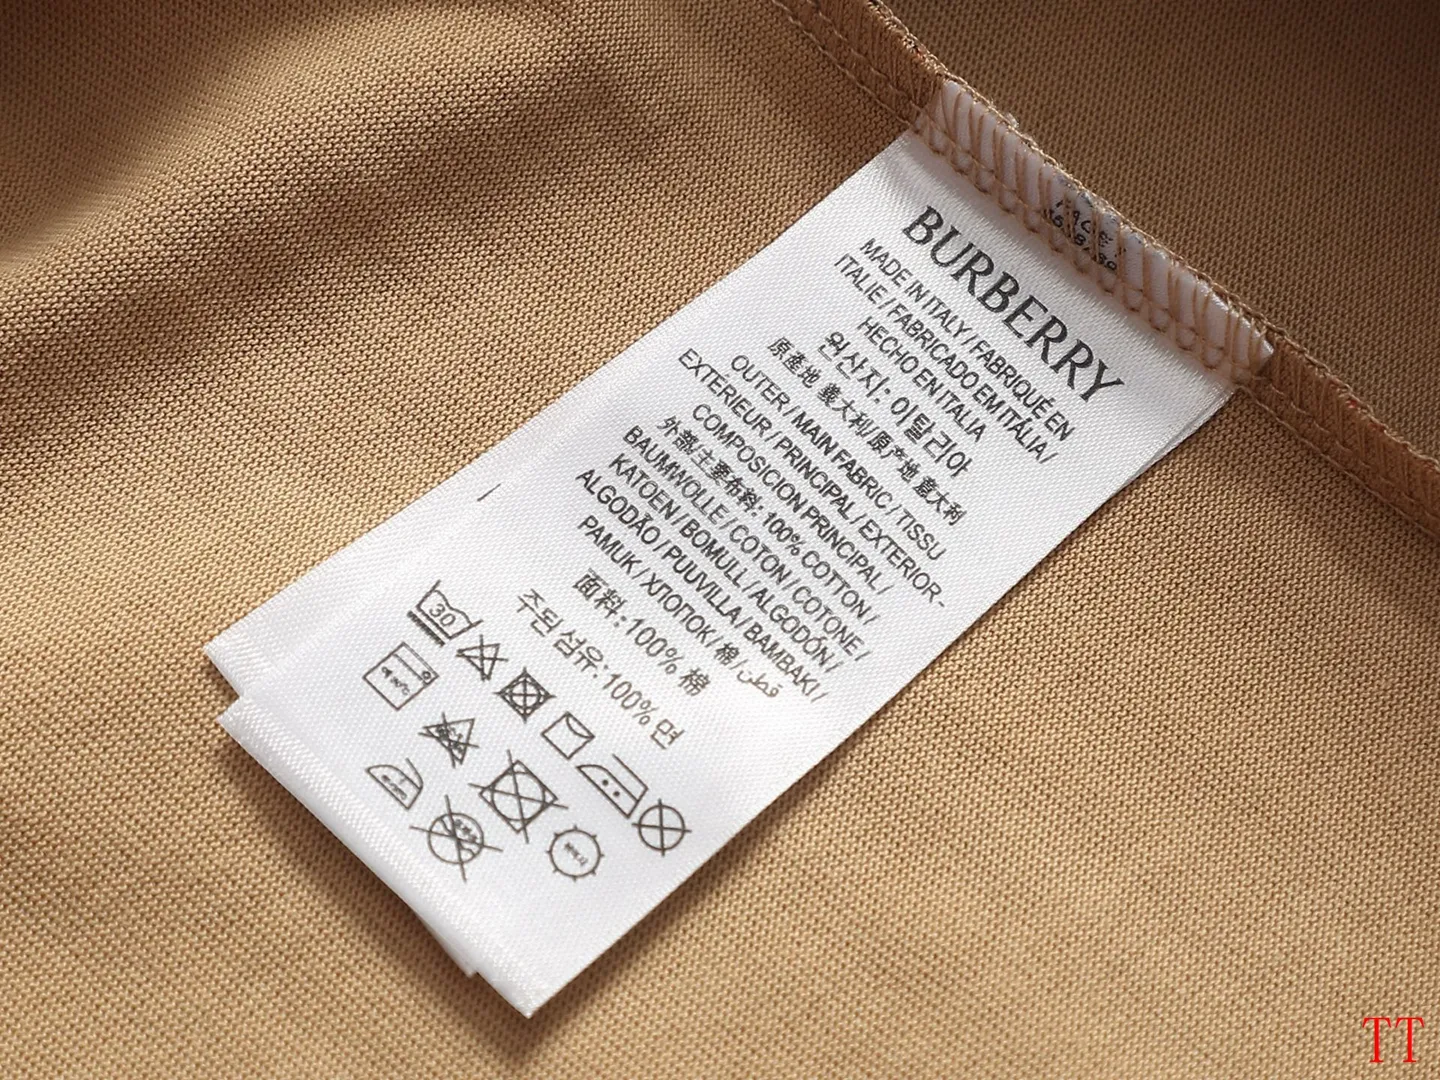 BURBERRY
MADE IN ITALY / FABRIQUÉ EN
ITALIE / FABRICADO EM ITÁLIA /
HECHO EN ITALIA
원산지: 이탈리아
原產地 意大利/原产地 意大利
OUTER / MAIN FABRIC / TISSU
EXTERIEUR / PRINCIPAL / EXTERIOR-
COMPOSICION PRINCIPAL /
外部/主要布料: 100% COTTON /
BAUMWOLLE / COTON / COTONE /
KATOEN / BOMULL / ALGODÓN /
ALGODÃO / PUUVILLA / BAMBAKI /
PAMUK / ХЛОПОК / 棉 / قطن
面料: 100% 棉
주된 섬유: 100% 면
30
TT